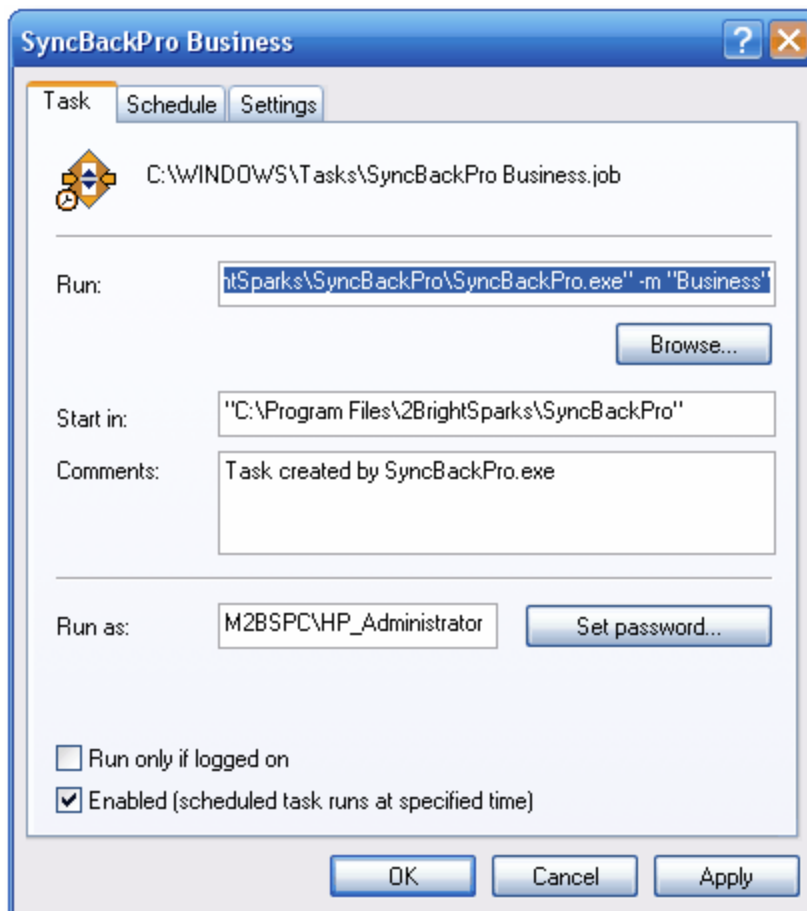 SyncBackPro Business
Task Schedule Settings
C:\WINDOWS\Tasks\SyncBackPro Business.job
Run: htSparks\SyncBackPro\SyncBackPro.exe" -m "Business"
Browse...
Start in: "C:\Program Files\2BrightSparks\SyncBackPro"
Comments: Task created by SyncBackPro.exe
Run as: M2BSPC\HP_Administrator Set password...
Run only if logged on
Enabled (scheduled task runs at specified time)
OK Cancel Apply